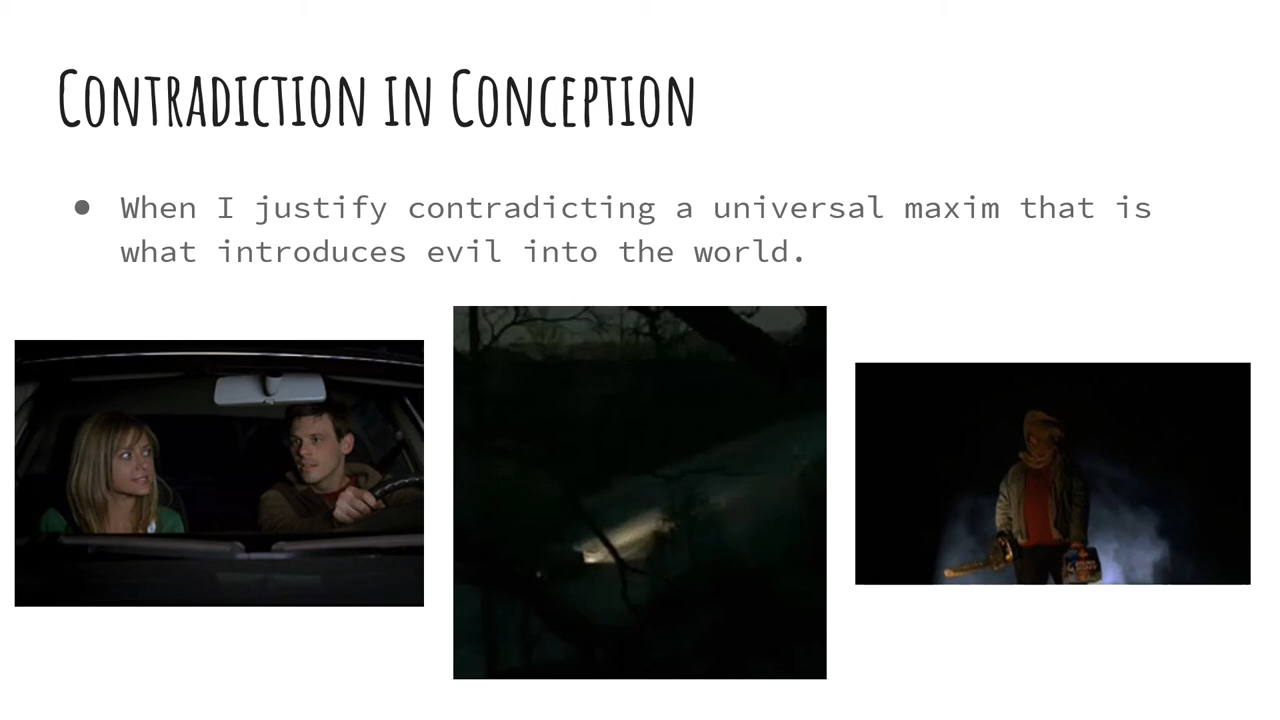 Contradiction in Conception
● When I justify contradicting a universal maxim that is
what introduces evil into the world.